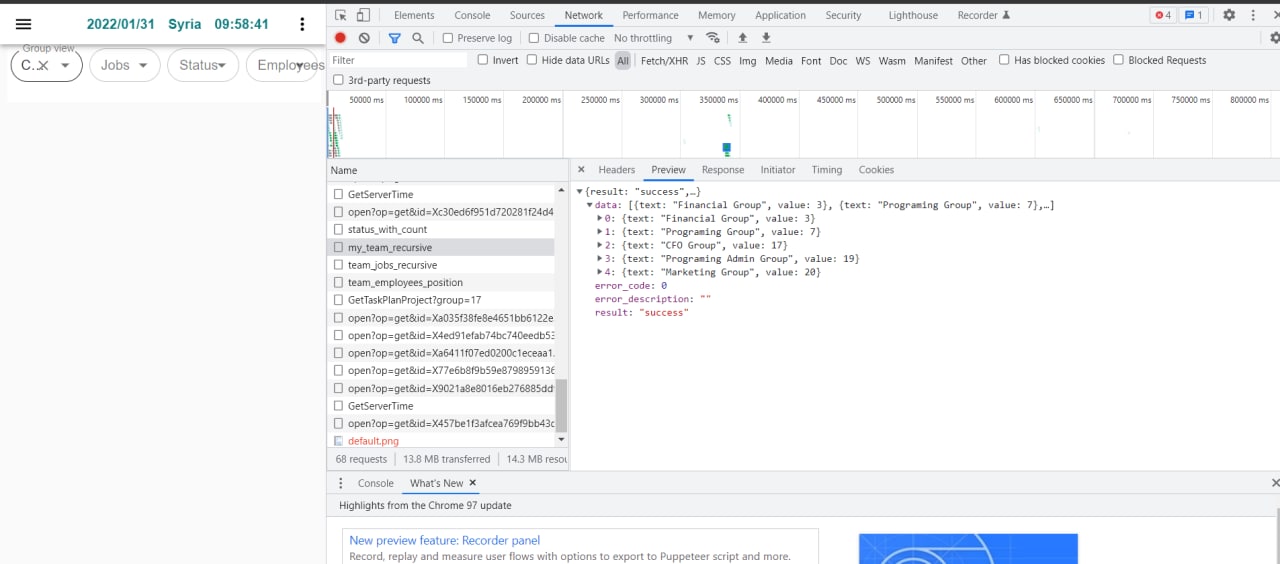 2022/01/31 Syria 09:58:41
Group view
C...
Jobs
Status
Employees
Elements Console Sources Network Performance Memory Application Security Lighthouse Recorder 4 1
Preserve log Disable cache No throttling
Filter Invert Hide data URLs All Fetch/XHR JS CSS Img Media Font Doc WS Wasm Manifest Other Has blocked cookies Blocked Requests
3rd-party requests
50000 ms 100000 ms 150000 ms 200000 ms 250000 ms 300000 ms 350000 ms 400000 ms 450000 ms 500000 ms 550000 ms 600000 ms 650000 ms 700000 ms 750000 ms 800000 ms
Name
GetServerTime
open?op=get&id=Xc30ed6f951d720281f24d4
status_with_count
my_team_recursive
team_jobs_recursive
team_employees_position
GetTaskPlanProject?group=17
open?op=get&id=Xa035f38fe8e4651bb6122e
open?op=get&id=X4ed91efab74bc740eedb53
open?op=get&id=Xa6411f07ed0200c1eceaa1
open?op=get&id=X77e6b8f9b59e8798959136
open?op=get&id=X9021a8e8016eb276885dd
GetServerTime
open?op=get&id=X457be1f3afcea769f9bb43c
default.png
68 requests 13.8 MB transferred 14.3 MB resou
Headers Preview Response Initiator Timing Cookies
{result: "success",…}
data: [{text: "Financial Group", value: 3}, {text: "Programing Group", value: 7},…]
0: {text: "Financial Group", value: 3}
1: {text: "Programing Group", value: 7}
2: {text: "CFO Group", value: 17}
3: {text: "Programing Admin Group", value: 19}
4: {text: "Marketing Group", value: 20}
error_code: 0
error_description: ""
result: "success"
Console What's New
Highlights from the Chrome 97 update
New preview feature: Recorder panel
Record, replay and measure user flows with options to export to Puppeteer script and more.